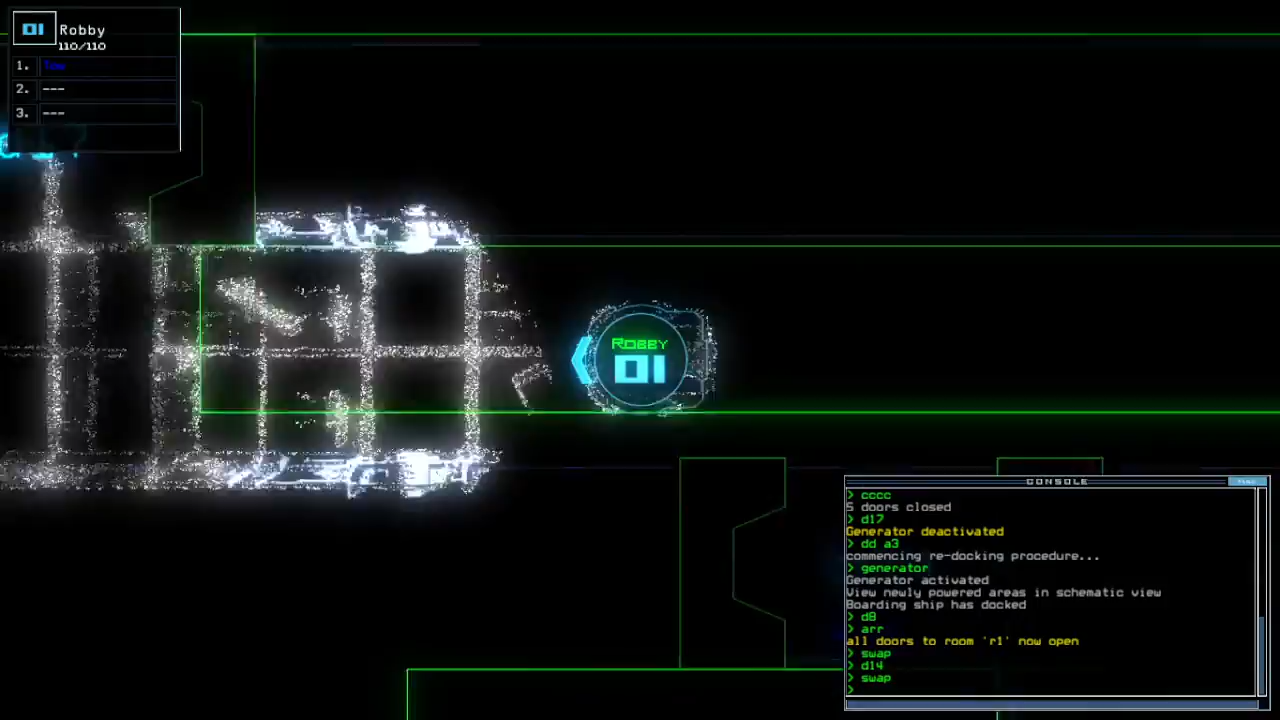 01 Robby
110/110
1. Tow
2. ---
3. ---
ROBBY
01
CONSOLE
> cccc
5 doors closed
> d17
Generator deactivated
> dd a3
commencing re-docking procedure...
> generator
Generator activated
View newly powered areas in schematic view
Boarding ship has docked
> d8
> arr
all doors to room 'r1' now open
> swap
> d14
> swap
>